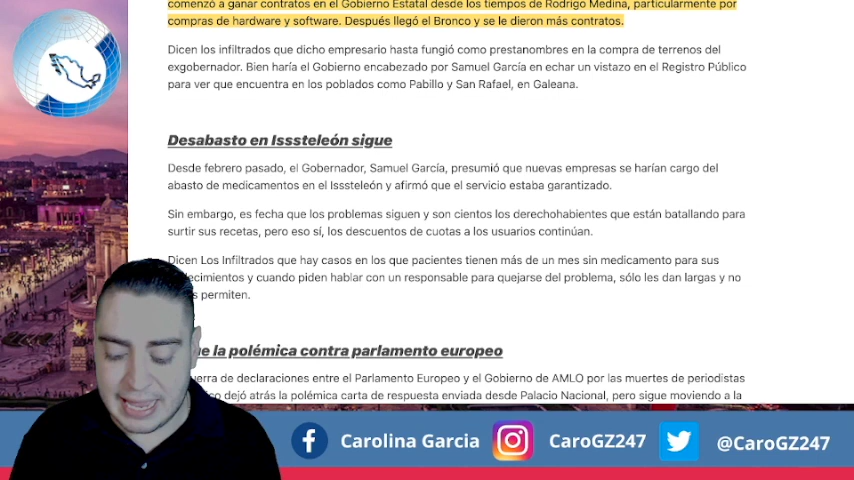 comenzó a ganar contratos en el Gobierno Estatal desde los tiempos de Rodrigo Medina, particularmente por
compras de hardware y software. Después llegó el Bronco y se le dieron más contratos.
Dicen los infiltrados que dicho empresario hasta fungió como prestanombres en la compra de terrenos del
exgobernador. Bien haría el Gobierno encabezado por Samuel García en echar un vistazo en el Registro Público
para ver que encuentra en los poblados como Pabillo y San Rafael, en Galeana.
Desabasto en Isssteleón sigue
Desde febrero pasado, el Gobernador, Samuel García, presumió que nuevas empresas se harían cargo del
abasto de medicamentos en el Isssteleón y afirmó que el servicio estaba garantizado.
Sin embargo, es fecha que los problemas siguen y son cientos los derechohabientes que están batallando para
surtir sus recetas, pero eso sí, los descuentos de cuotas a los usuarios continúan.
Dicen Los Infiltrados que hay casos en los que pacientes tienen más de un mes sin medicamento para sus
ecimientos y cuando piden hablar con un responsable para quejarse del problema, sólo les dan largas y no
s permiten.
ue la polémica contra parlamento europeo
erra de declaraciones entre el Parlamento Europeo y el Gobierno de AMLO por las muertes de periodistas
co dejó atrás la polémica carta de respuesta enviada desde Palacio Nacional, pero sigue moviendo a la
Carolina Garcia CaroGZ247 @CaroGZ247